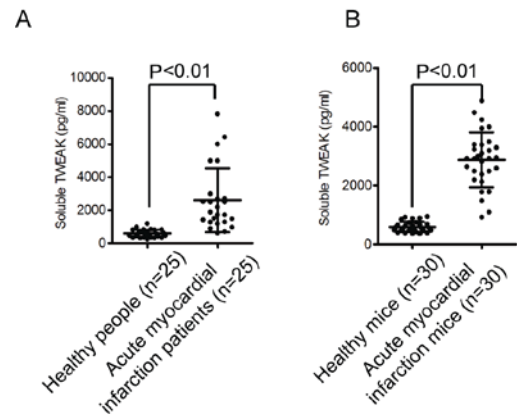 A
P<0.01
Soluble TWEAK (pg/ml)
10000
8000
6000
4000
2000
0
Healthy people (n=25)
Acute myocardial
infarction patients (n=25)
B
P<0.01
Soluble TWEAK (pg/ml)
6000
4000
2000
0
Healthy mice (n=30)
Acute myocardial
infarction mice (n=30)